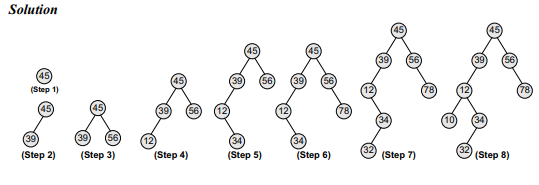 Solution
45
(Step 1)
45
39
(Step 2)
45
39 56
(Step 3)
45
39 56
12
(Step 4)
45
39 56
12
34
(Step 5)
45
39 56
12 78
34
(Step 6)
45
39 56
12 78
34
32
(Step 7)
45
39 56
12 78
10 34
32
(Step 8)